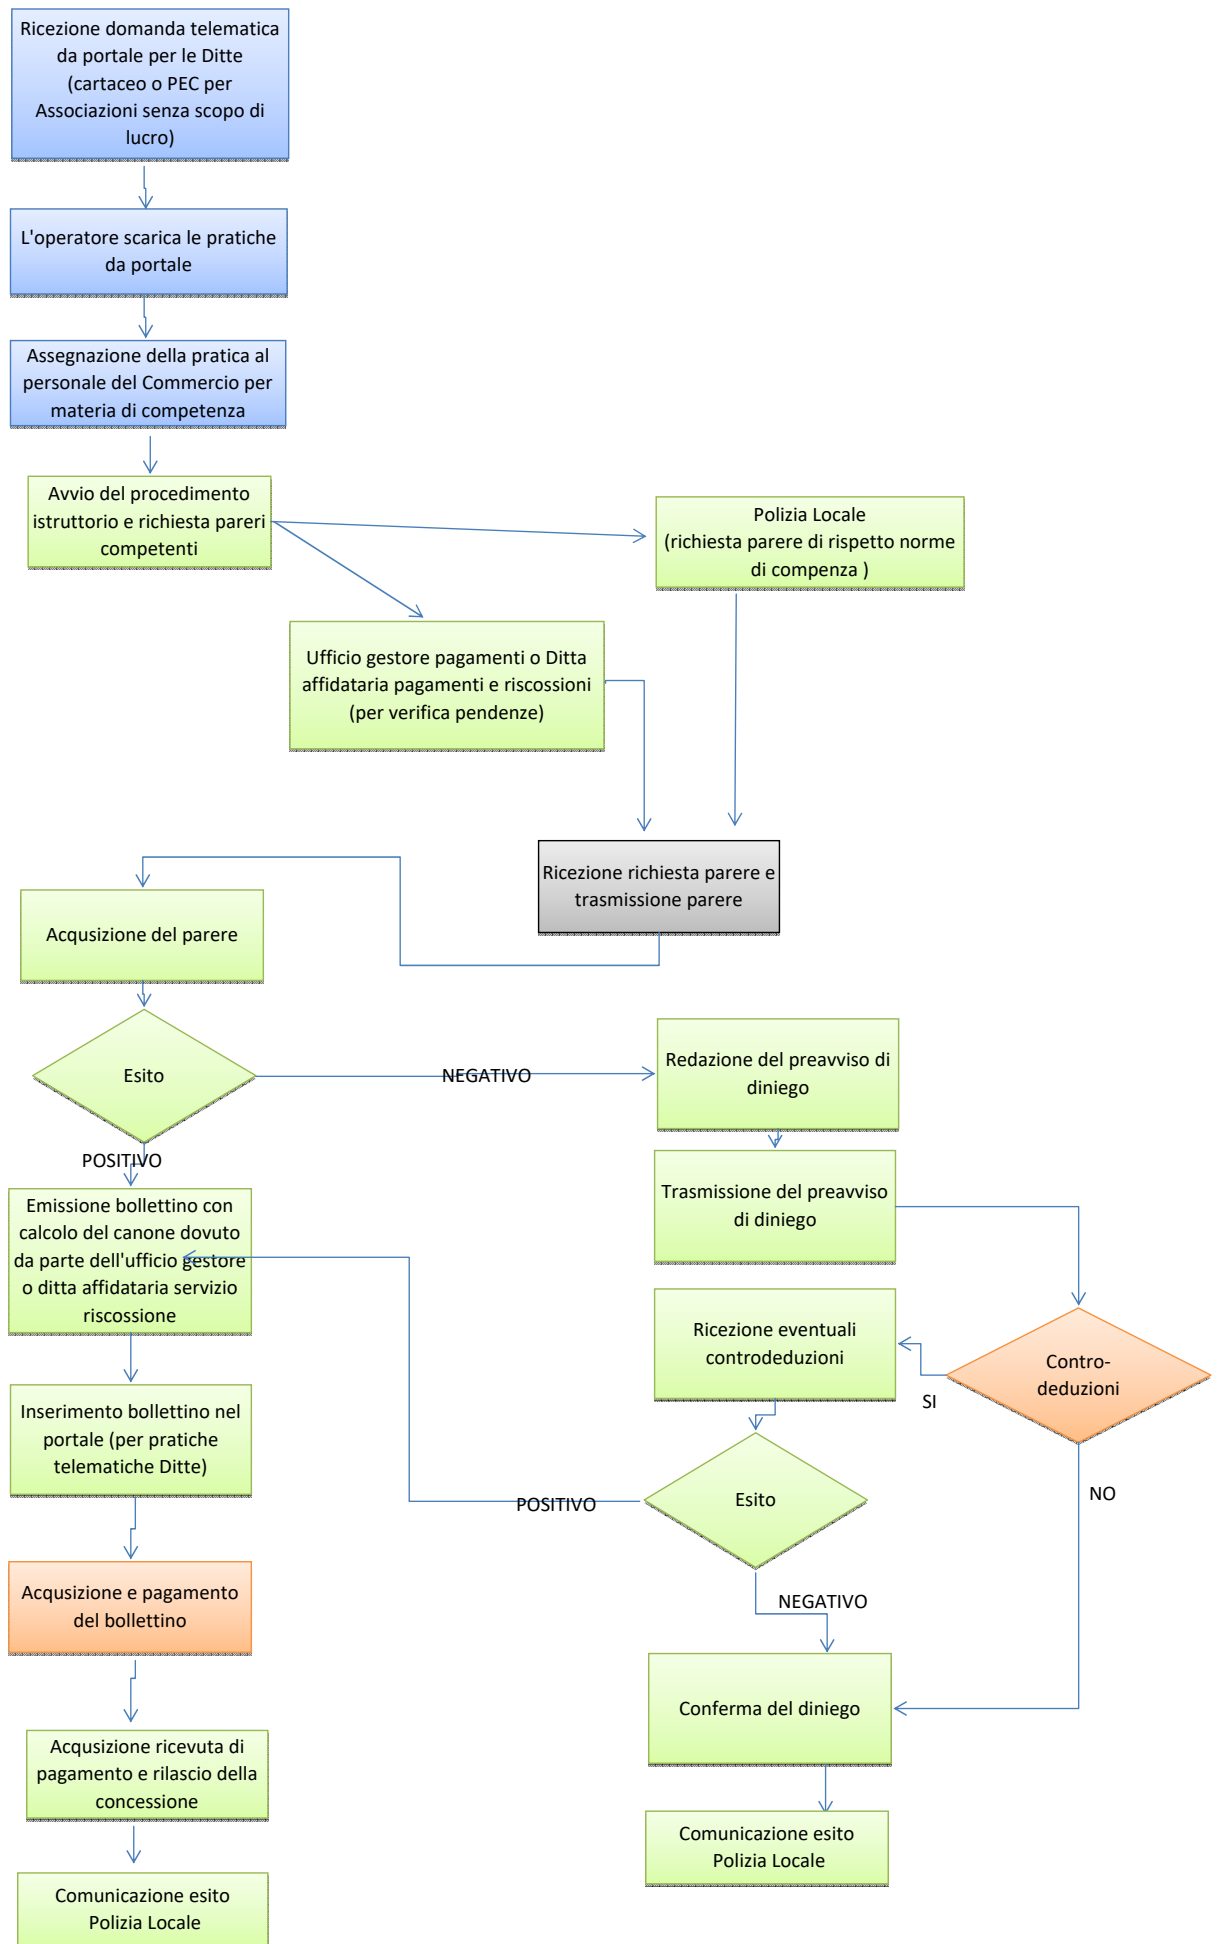 Ricezione domanda telematica
da portale per le Ditte
(cartaceo o PEC per
Associazioni senza scopo di
lucro)
L'operatore scarica le pratiche
da portale
Assegnazione della pratica al
personale del Commercio per
materia di competenza
Avvio del procedimento
istruttorio e richiesta pareri
competenti
Polizia Locale
(richiesta parere di rispetto norme
di compenza )
Ufficio gestore pagamenti o Ditta
affidataria pagamenti e riscossioni
(per verifica pendenze)
Ricezione richiesta parere e
trasmissione parere
Acqusizione del parere
Esito
NEGATIVO
Redazione del preavviso di
diniego
POSITIVO
Trasmissione del preavviso
di diniego
Emissione bollettino con
calcolo del canone dovuto
da parte dell'ufficio gestore
o ditta affidataria servizio
riscossione
Ricezione eventuali
controdeduzioni
Contro-
deduzioni
SI
NO
Inserimento bollettino nel
portale (per pratiche
telematiche Ditte)
POSITIVO
Esito
NEGATIVO
Acqusizione e pagamento
del bollettino
Conferma del diniego
Acqusizione ricevuta di
pagamento e rilascio della
concessione
Comunicazione esito
Polizia Locale
Comunicazione esito
Polizia Locale